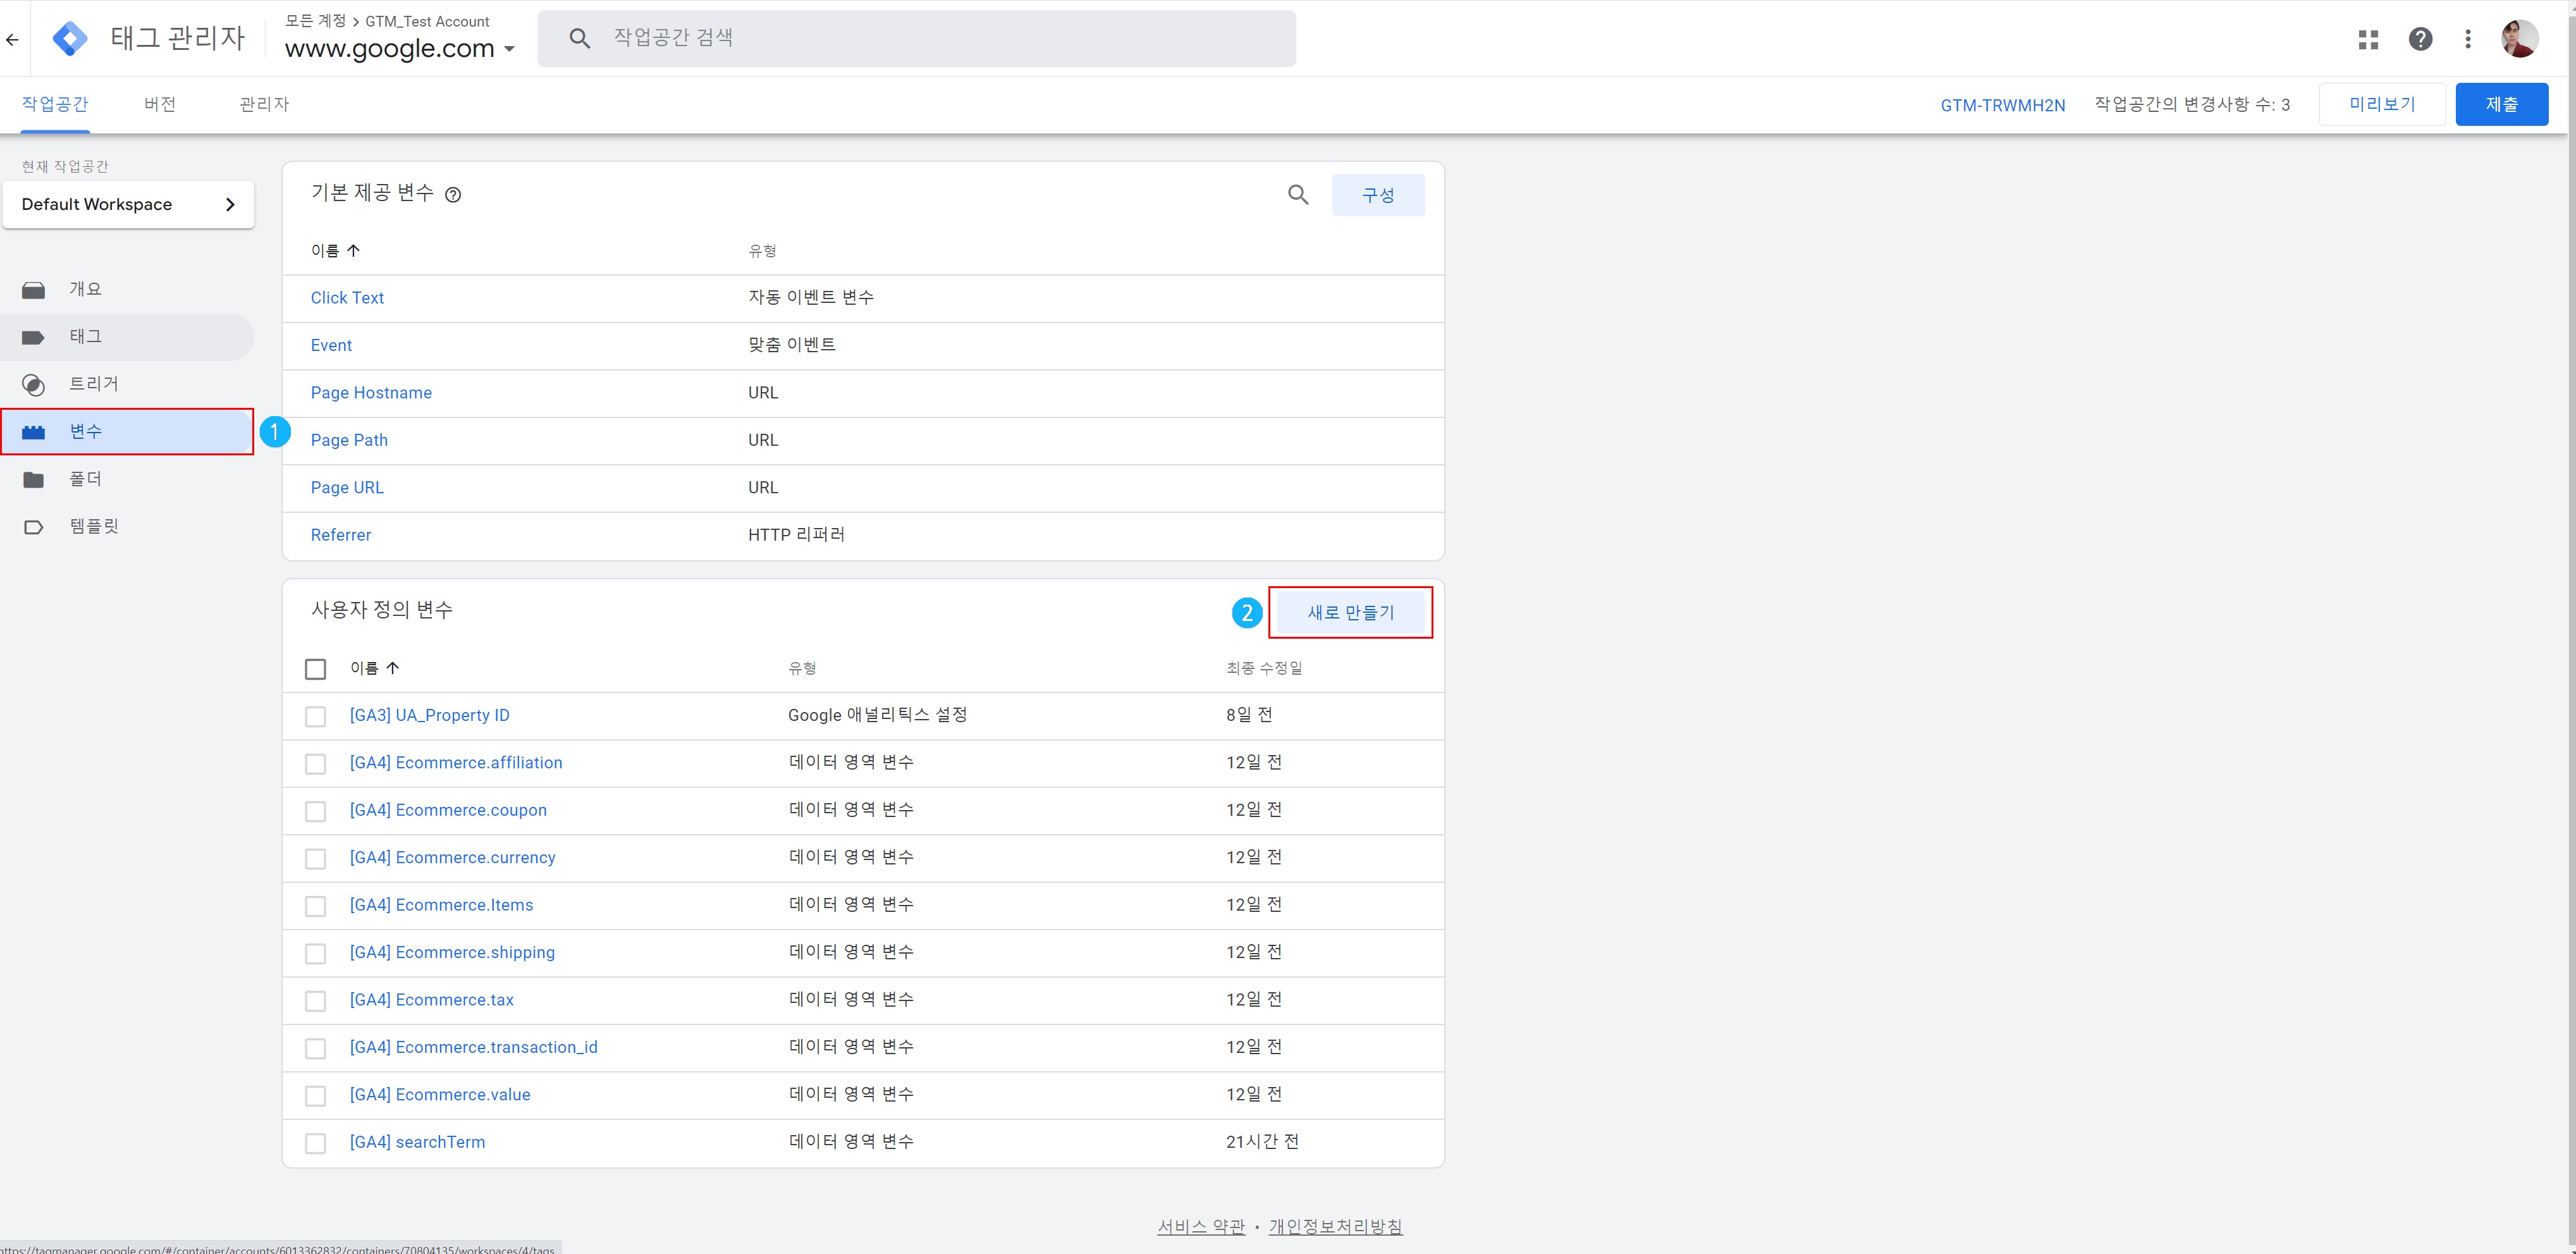 모든 계정 > GTM_Test Account
태그 관리자
www.google.com
작업공간 검색
작업공간 버전 관리자
GTM-TRWMH2N 작업공간의 변경사항 수: 3 미리보기 제출
현재 작업공간
Default Workspace
개요
태그
트리거
변수
1
폴더
템플릿
기본 제공 변수 구성
이름 유형
Click Text 자동 이벤트 변수
Event 맞춤 이벤트
Page Hostname URL
Page Path URL
Page URL URL
Referrer HTTP 리퍼러
사용자 정의 변수 2 새로 만들기
이름 유형 최종 수정일
[GA3] UA_Property ID Google 애널리틱스 설정 8일 전
[GA4] Ecommerce.affiliation 데이터 영역 변수 12일 전
[GA4] Ecommerce.coupon 데이터 영역 변수 12일 전
[GA4] Ecommerce.currency 데이터 영역 변수 12일 전
[GA4] Ecommerce.Items 데이터 영역 변수 12일 전
[GA4] Ecommerce.shipping 데이터 영역 변수 12일 전
[GA4] Ecommerce.tax 데이터 영역 변수 12일 전
[GA4] Ecommerce.transaction_id 데이터 영역 변수 12일 전
[GA4] Ecommerce.value 데이터 영역 변수 12일 전
[GA4] searchTerm 데이터 영역 변수 21시간 전
서비스 약관 • 개인정보처리방침
https://tagmanager.google.com/#/container/accounts/6013362832/containers/70804135/workspaces/4/tags